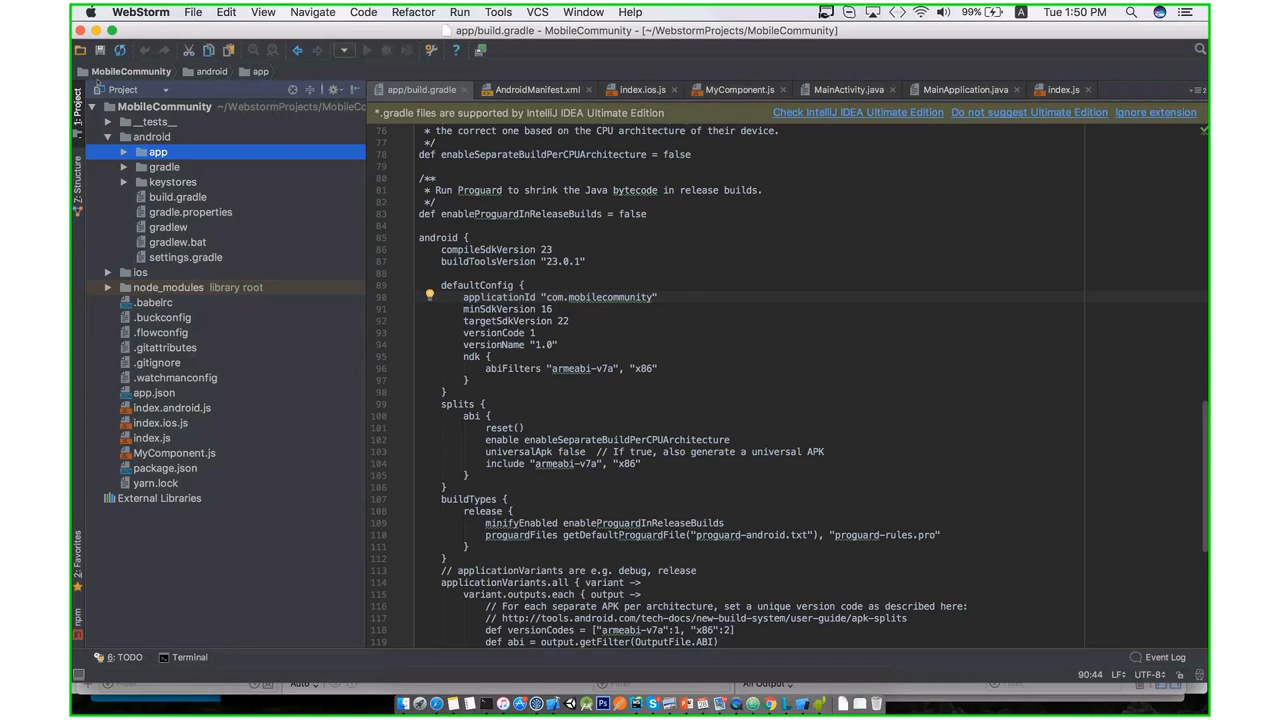 WebStorm File Edit View Navigate Code Refactor Run Tools VCS Window Help 99% A Tue 1:50 PM
app/build.gradle - MobileCommunity - [~/WebstormProjects/MobileCommunity]
MobileCommunity android app
Project
app/build.gradle AndroidManifest.xml index.ios.js MyComponent.js MainActivity.java MainApplication.java index.js
*.gradle files are supported by IntelliJ IDEA Ultimate Edition Check IntelliJ IDEA Ultimate Edition Do not suggest Ultimate Edition Ignore extension
1: Project
7: Structure
2: Favorites
npm
MobileCommunity ~/WebstormProjects/MobileCo
__tests__
android
app
gradle
keystores
build.gradle
gradle.properties
gradlew
gradlew.bat
settings.gradle
ios
node_modules library root
.babelrc
.buckconfig
.flowconfig
.gitattributes
.gitignore
.watchmanconfig
app.json
index.android.js
index.ios.js
index.js
MyComponent.js
package.json
yarn.lock
External Libraries
76 * the correct one based on the CPU architecture of their device.
77 */
78 def enableSeparateBuildPerCPUArchitecture = false
79
80 /**
81 * Run Proguard to shrink the Java bytecode in release builds.
82 */
83 def enableProguardInReleaseBuilds = false
84
85 android {
86 compileSdkVersion 23
87 buildToolsVersion "23.0.1"
88
89 defaultConfig {
90 applicationId "com.mobilecommunity"
91 minSdkVersion 16
92 targetSdkVersion 22
93 versionCode 1
94 versionName "1.0"
95 ndk {
96 abiFilters "armeabi-v7a", "x86"
97 }
98 }
99 splits {
100 abi {
101 reset()
102 enable enableSeparateBuildPerCPUArchitecture
103 universalApk false // If true, also generate a universal APK
104 include "armeabi-v7a", "x86"
105 }
106 }
107 buildTypes {
108 release {
109 minifyEnabled enableProguardInReleaseBuilds
110 proguardFiles getDefaultProguardFile("proguard-android.txt"), "proguard-rules.pro"
111 }
112 }
113 // applicationVariants are e.g. debug, release
114 applicationVariants.all { variant ->
115 variant.outputs.each { output ->
116 // For each separate APK per architecture, set a unique version code as described here:
117 // http://tools.android.com/tech-docs/new-build-system/user-guide/apk-splits
118 def versionCodes = ["armeabi-v7a":1, "x86":2]
119 def abi = output.getFilter(OutputFile.ABI)
6: TODO Terminal Event Log
90:44 LF÷ UTF-8÷